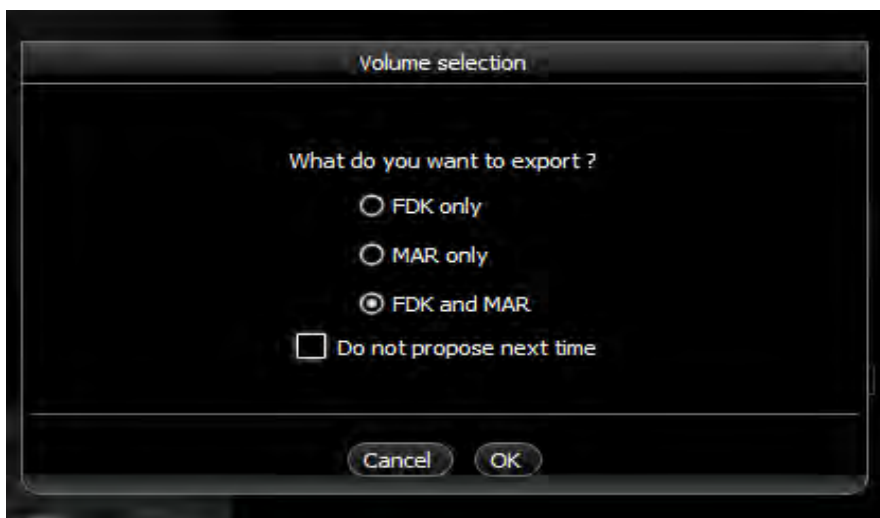 Volume selection
What do you want to export ?
FDK only
MAR only
FDK and MAR
Do not propose next time
Cancel OK